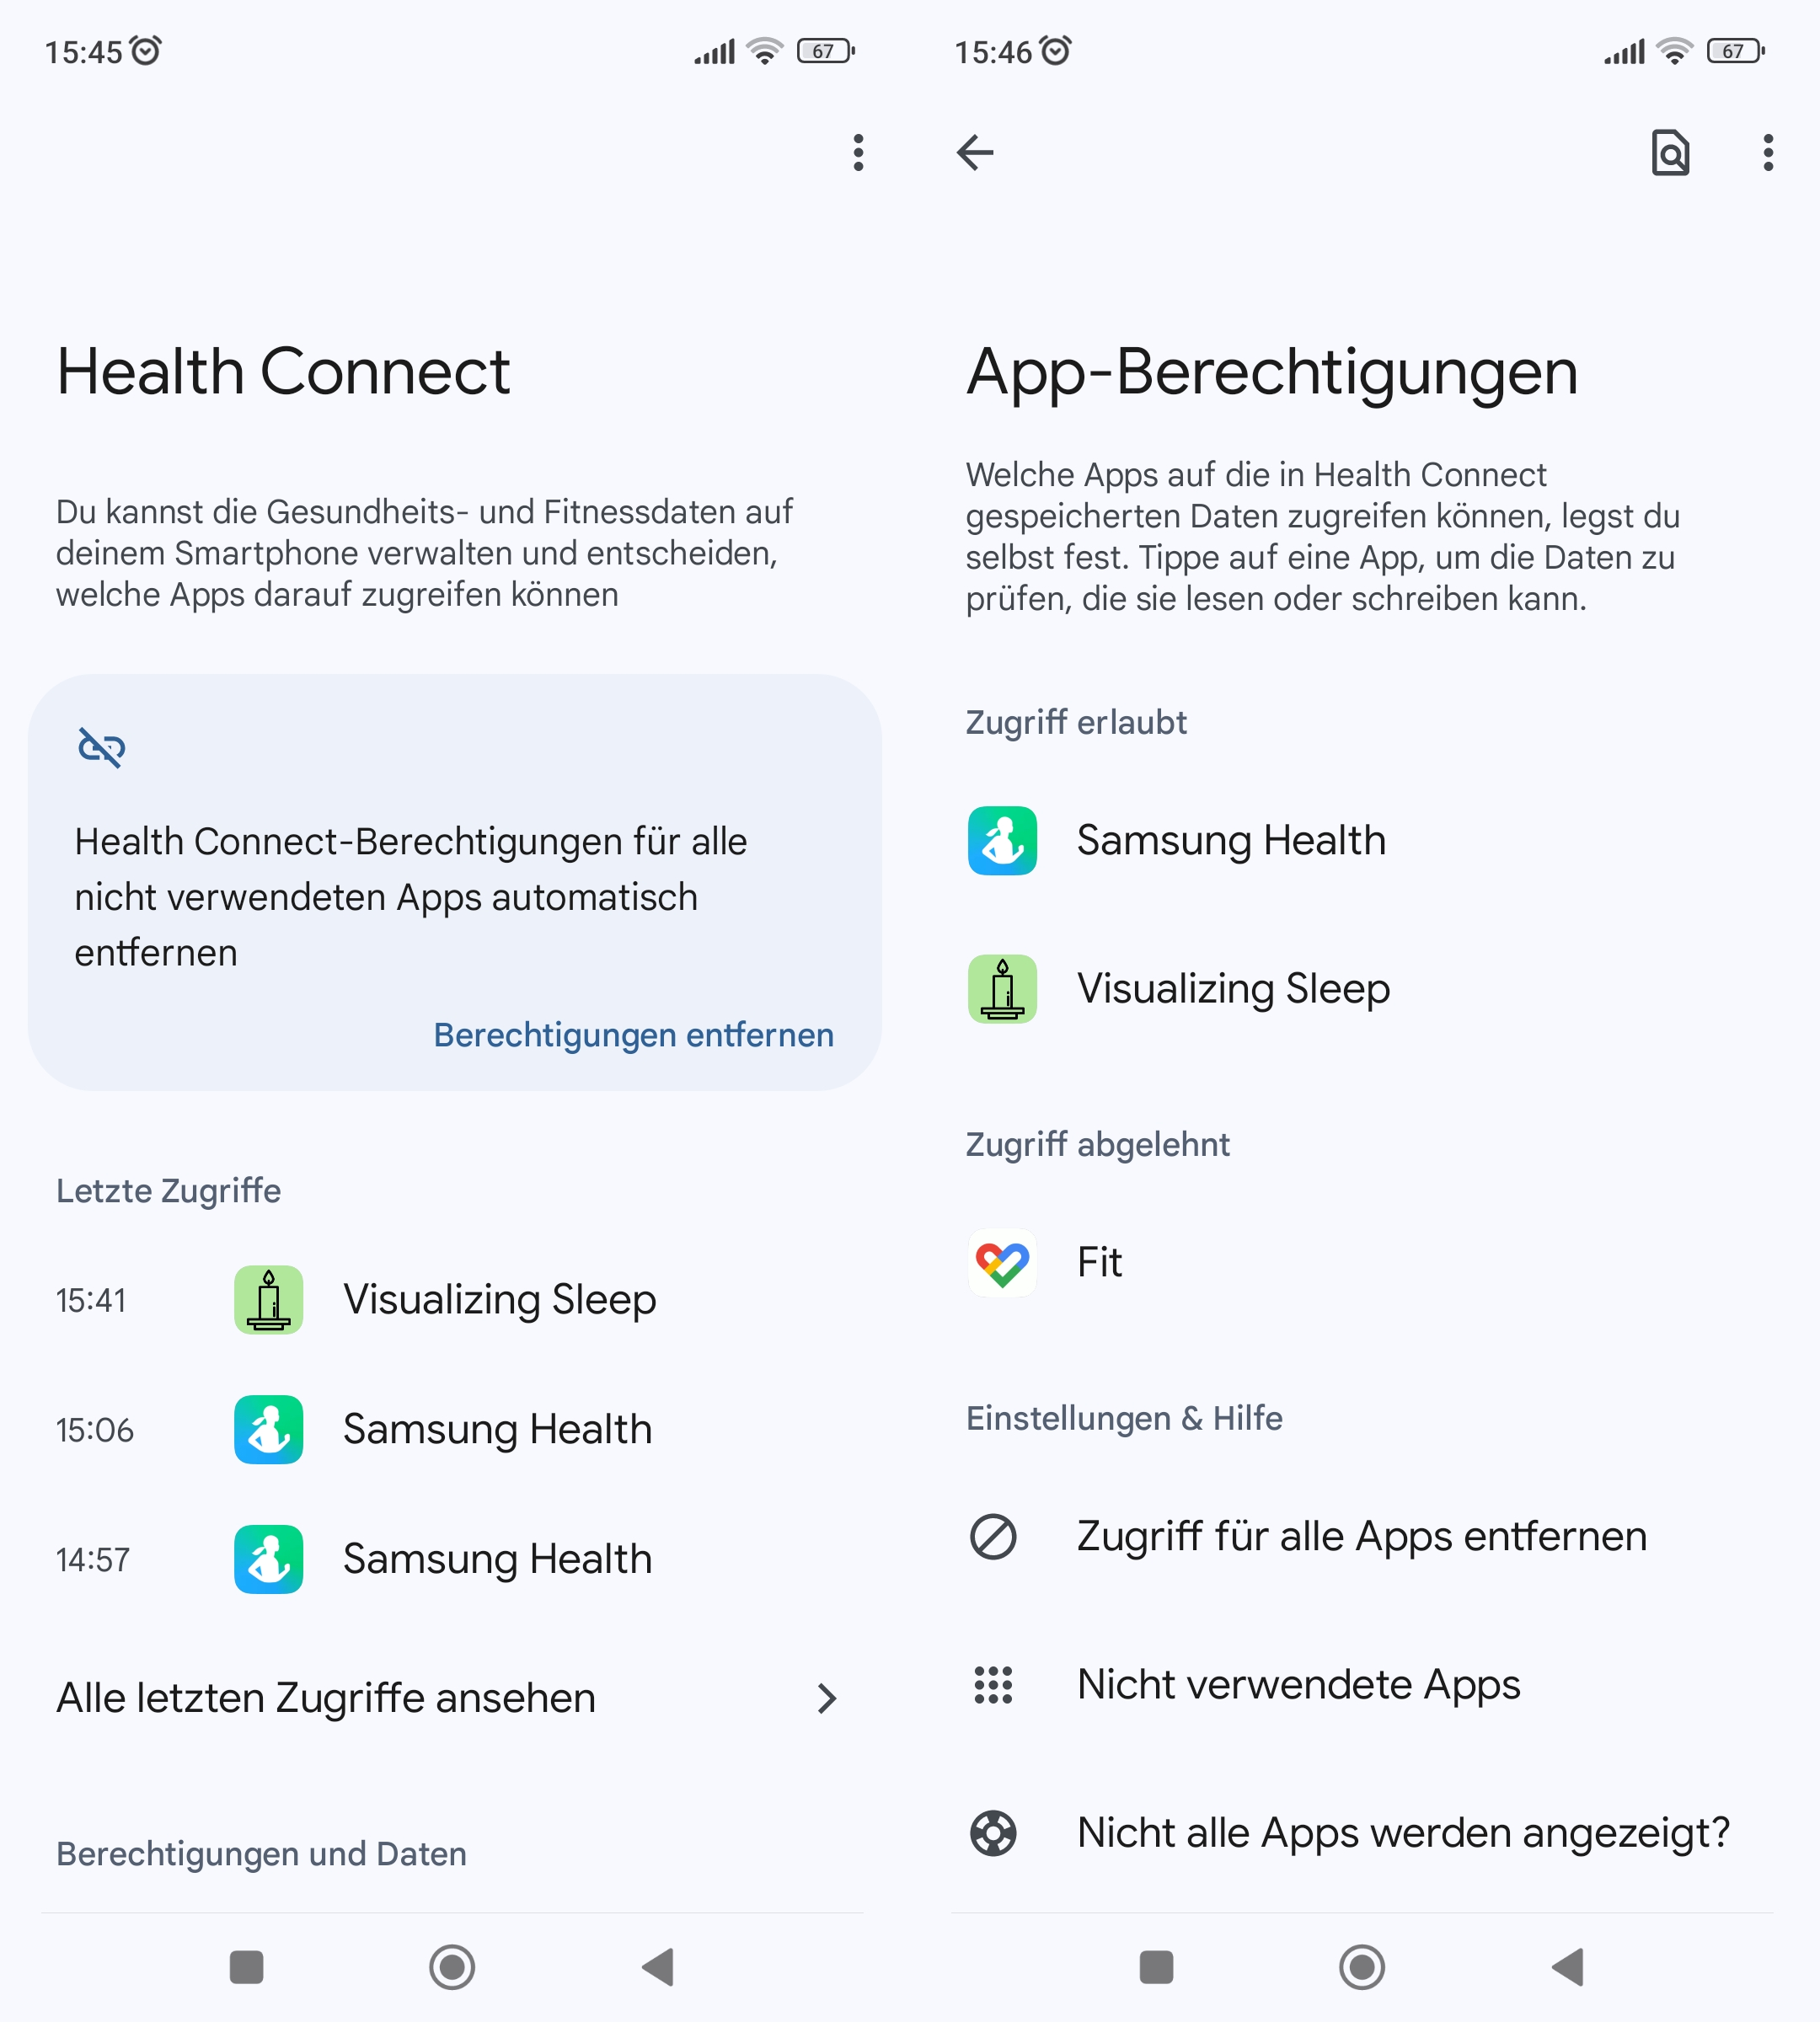 15:45
67
Health Connect
Du kannst die Gesundheits- und Fitnessdaten auf
deinem Smartphone verwalten und entscheiden,
welche Apps darauf zugreifen können
Health Connect-Berechtigungen für alle
nicht verwendeten Apps automatisch
entfernen
Berechtigungen entfernen
Letzte Zugriffe
15:41 Visualizing Sleep
15:06 Samsung Health
14:57 Samsung Health
Alle letzten Zugriffe ansehen
Berechtigungen und Daten
15:46
67
App-Berechtigungen
Welche Apps auf die in Health Connect
gespeicherten Daten zugreifen können, legst du
selbst fest. Tippe auf eine App, um die Daten zu
prüfen, die sie lesen oder schreiben kann.
Zugriff erlaubt
Samsung Health
Visualizing Sleep
Zugriff abgelehnt
Fit
Einstellungen & Hilfe
Zugriff für alle Apps entfernen
Nicht verwendete Apps
Nicht alle Apps werden angezeigt?